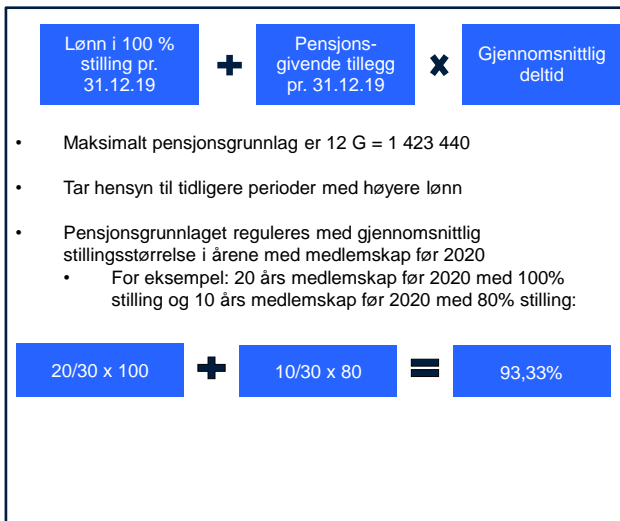 Lønn i 100 %
stilling pr.
31.12.19
+
Pensjons-
givende tillegg
pr. 31.12.19
×
Gjennomsnittlig
deltid
• Maksimalt pensjonsgrunnlag er 12 G = 1 423 440
• Tar hensyn til tidligere perioder med høyere lønn
• Pensjonsgrunnlaget reguleres med gjennomsnittlig
stillingsstørrelse i årene med medlemskap før 2020
• For eksempel: 20 års medlemskap før 2020 med 100%
stilling og 10 års medlemskap før 2020 med 80% stilling:
20/30 x 100
+
10/30 x 80
=
93,33%